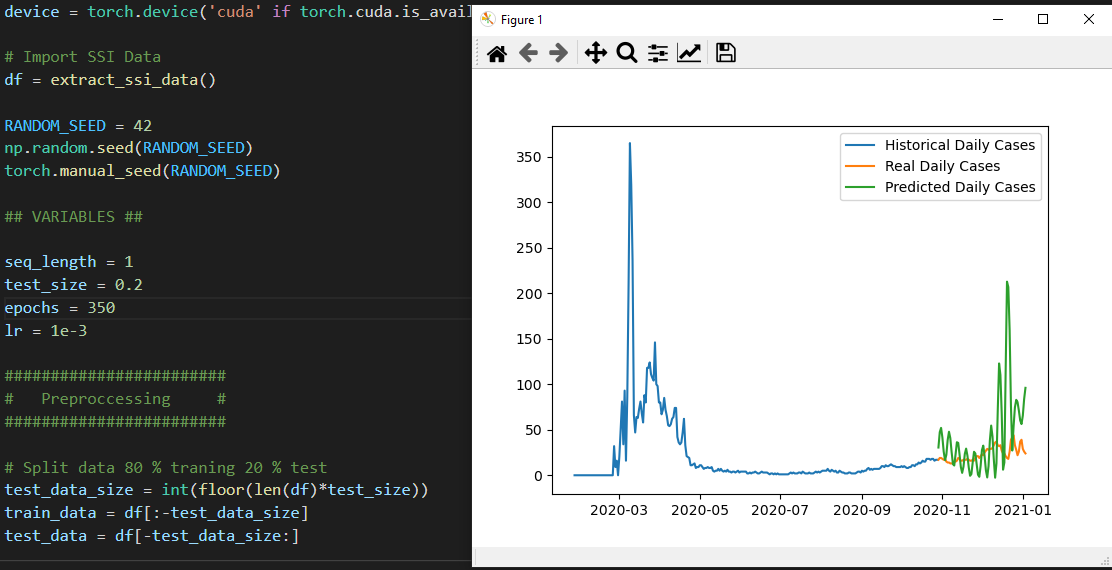 device = torch.device('cuda' if torch.cuda.is_avail
# Import SSI Data
df = extract_ssi_data()
RANDOM_SEED = 42
np.random.seed(RANDOM_SEED)
torch.manual_seed(RANDOM_SEED)
## VARIABLES ##
seq_length = 1
test_size = 0.2
epochs = 350
lr = 1e-3
########################
#   Preproccessing     #
########################
# Split data 80 % traning 20 % test
test_data_size = int(floor(len(df)*test_size))
train_data = df[:-test_data_size]
test_data = df[-test_data_size:]
Figure 1
Historical Daily Cases
Real Daily Cases
Predicted Daily Cases
350
300
250
200
150
100
50
0
2020-03 2020-05 2020-07 2020-09 2020-11 2021-01